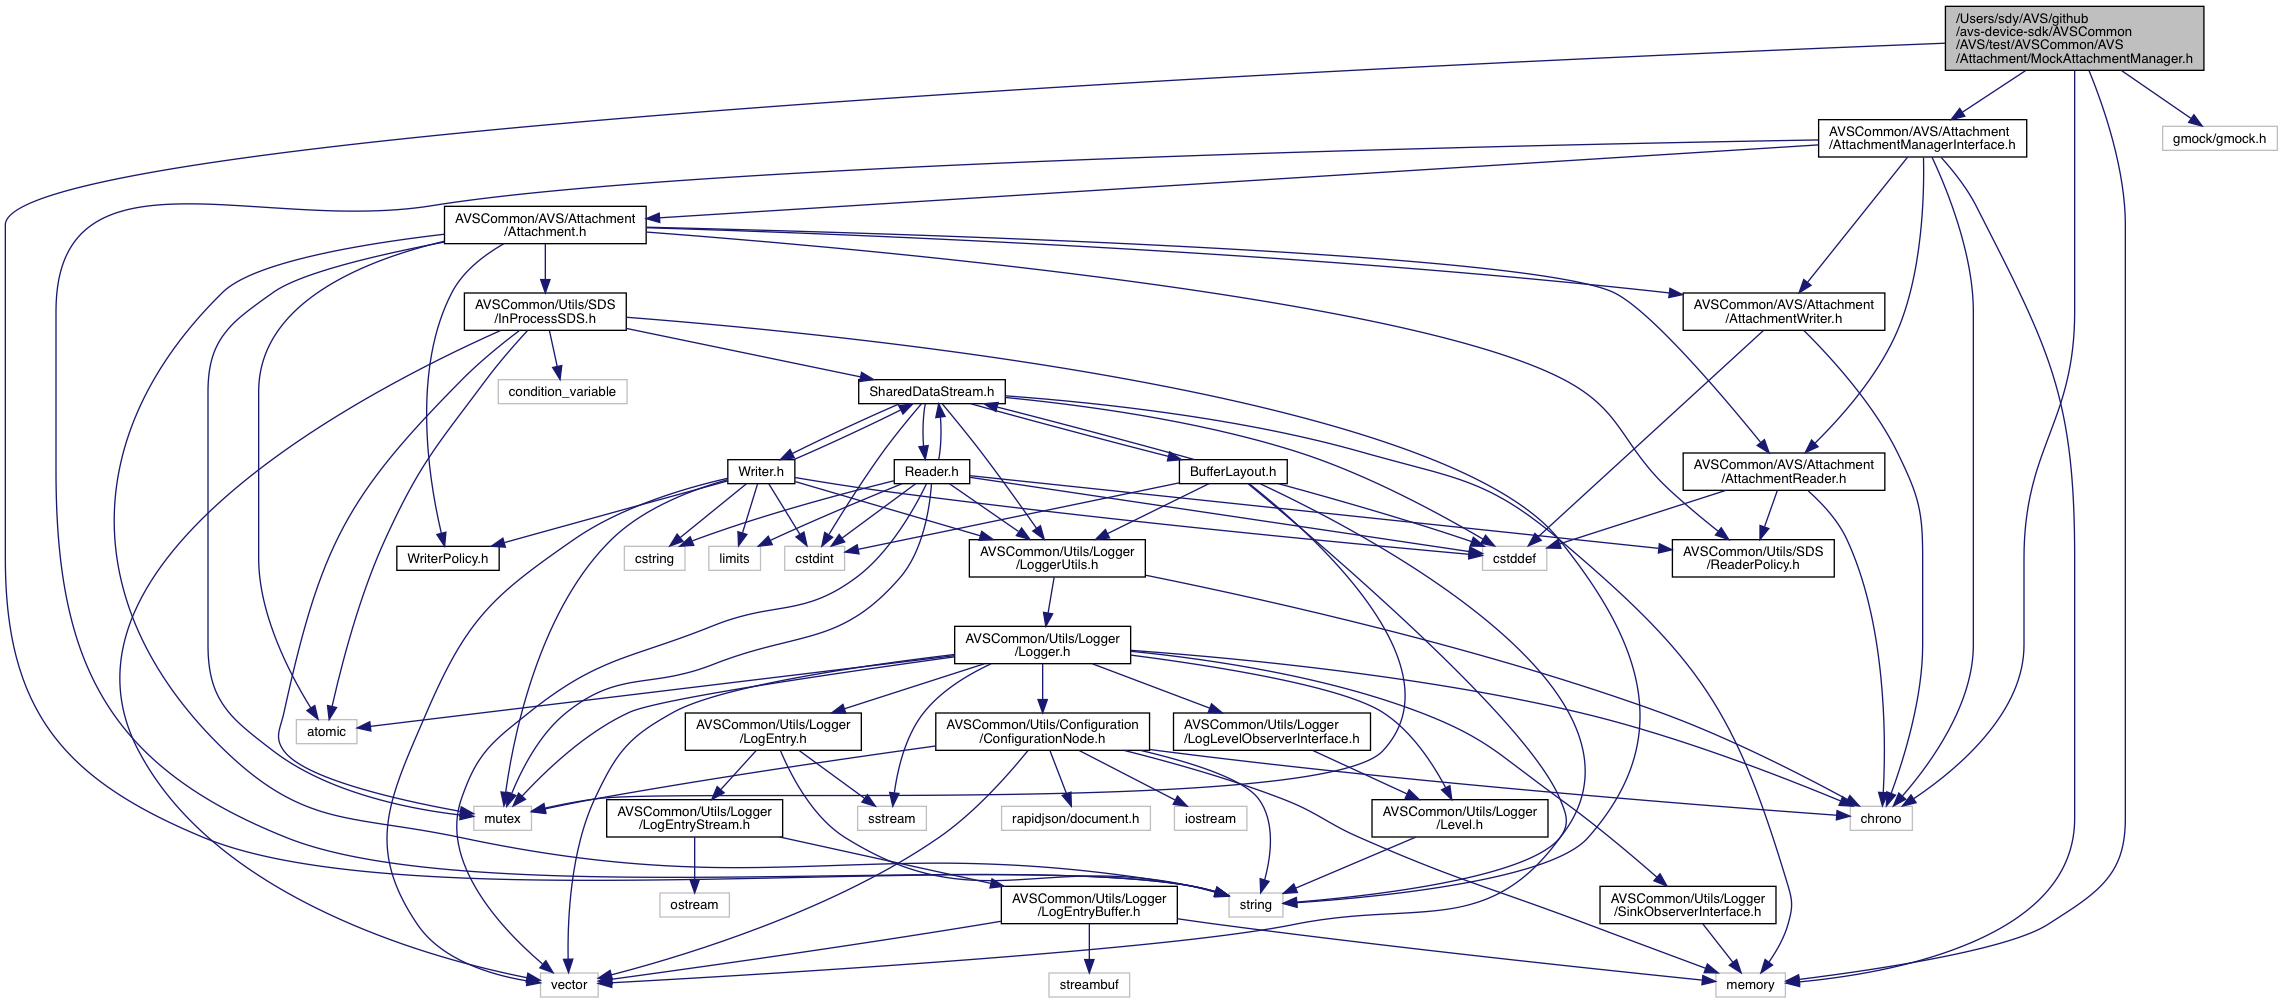 /Users/sdy/AVS/github
/avs-device-sdk/AVSCommon
/AVS/test/AVSCommon/AVS
/Attachment/MockAttachmentManager.h
AVSCommon/AVS/Attachment
/AttachmentManagerInterface.h
gmock/gmock.h
AVSCommon/AVS/Attachment
/Attachment.h
AVSCommon/Utils/SDS
/InProcessSDS.h
AVSCommon/AVS/Attachment
/AttachmentWriter.h
condition_variable
SharedDataStream.h
Writer.h
Reader.h
BufferLayout.h
AVSCommon/AVS/Attachment
/AttachmentReader.h
WriterPolicy.h
cstring
limits
cstdint
AVSCommon/Utils/Logger
/LoggerUtils.h
cstddef
AVSCommon/Utils/SDS
/ReaderPolicy.h
AVSCommon/Utils/Logger
/Logger.h
atomic
AVSCommon/Utils/Logger
/LogEntry.h
AVSCommon/Utils/Configuration
/ConfigurationNode.h
AVSCommon/Utils/Logger
/LogLevelObserverInterface.h
mutex
AVSCommon/Utils/Logger
/LogEntryStream.h
sstream
rapidjson/document.h
iostream
AVSCommon/Utils/Logger
/Level.h
chrono
ostream
AVSCommon/Utils/Logger
/LogEntryBuffer.h
string
AVSCommon/Utils/Logger
/SinkObserverInterface.h
vector
streambuf
memory